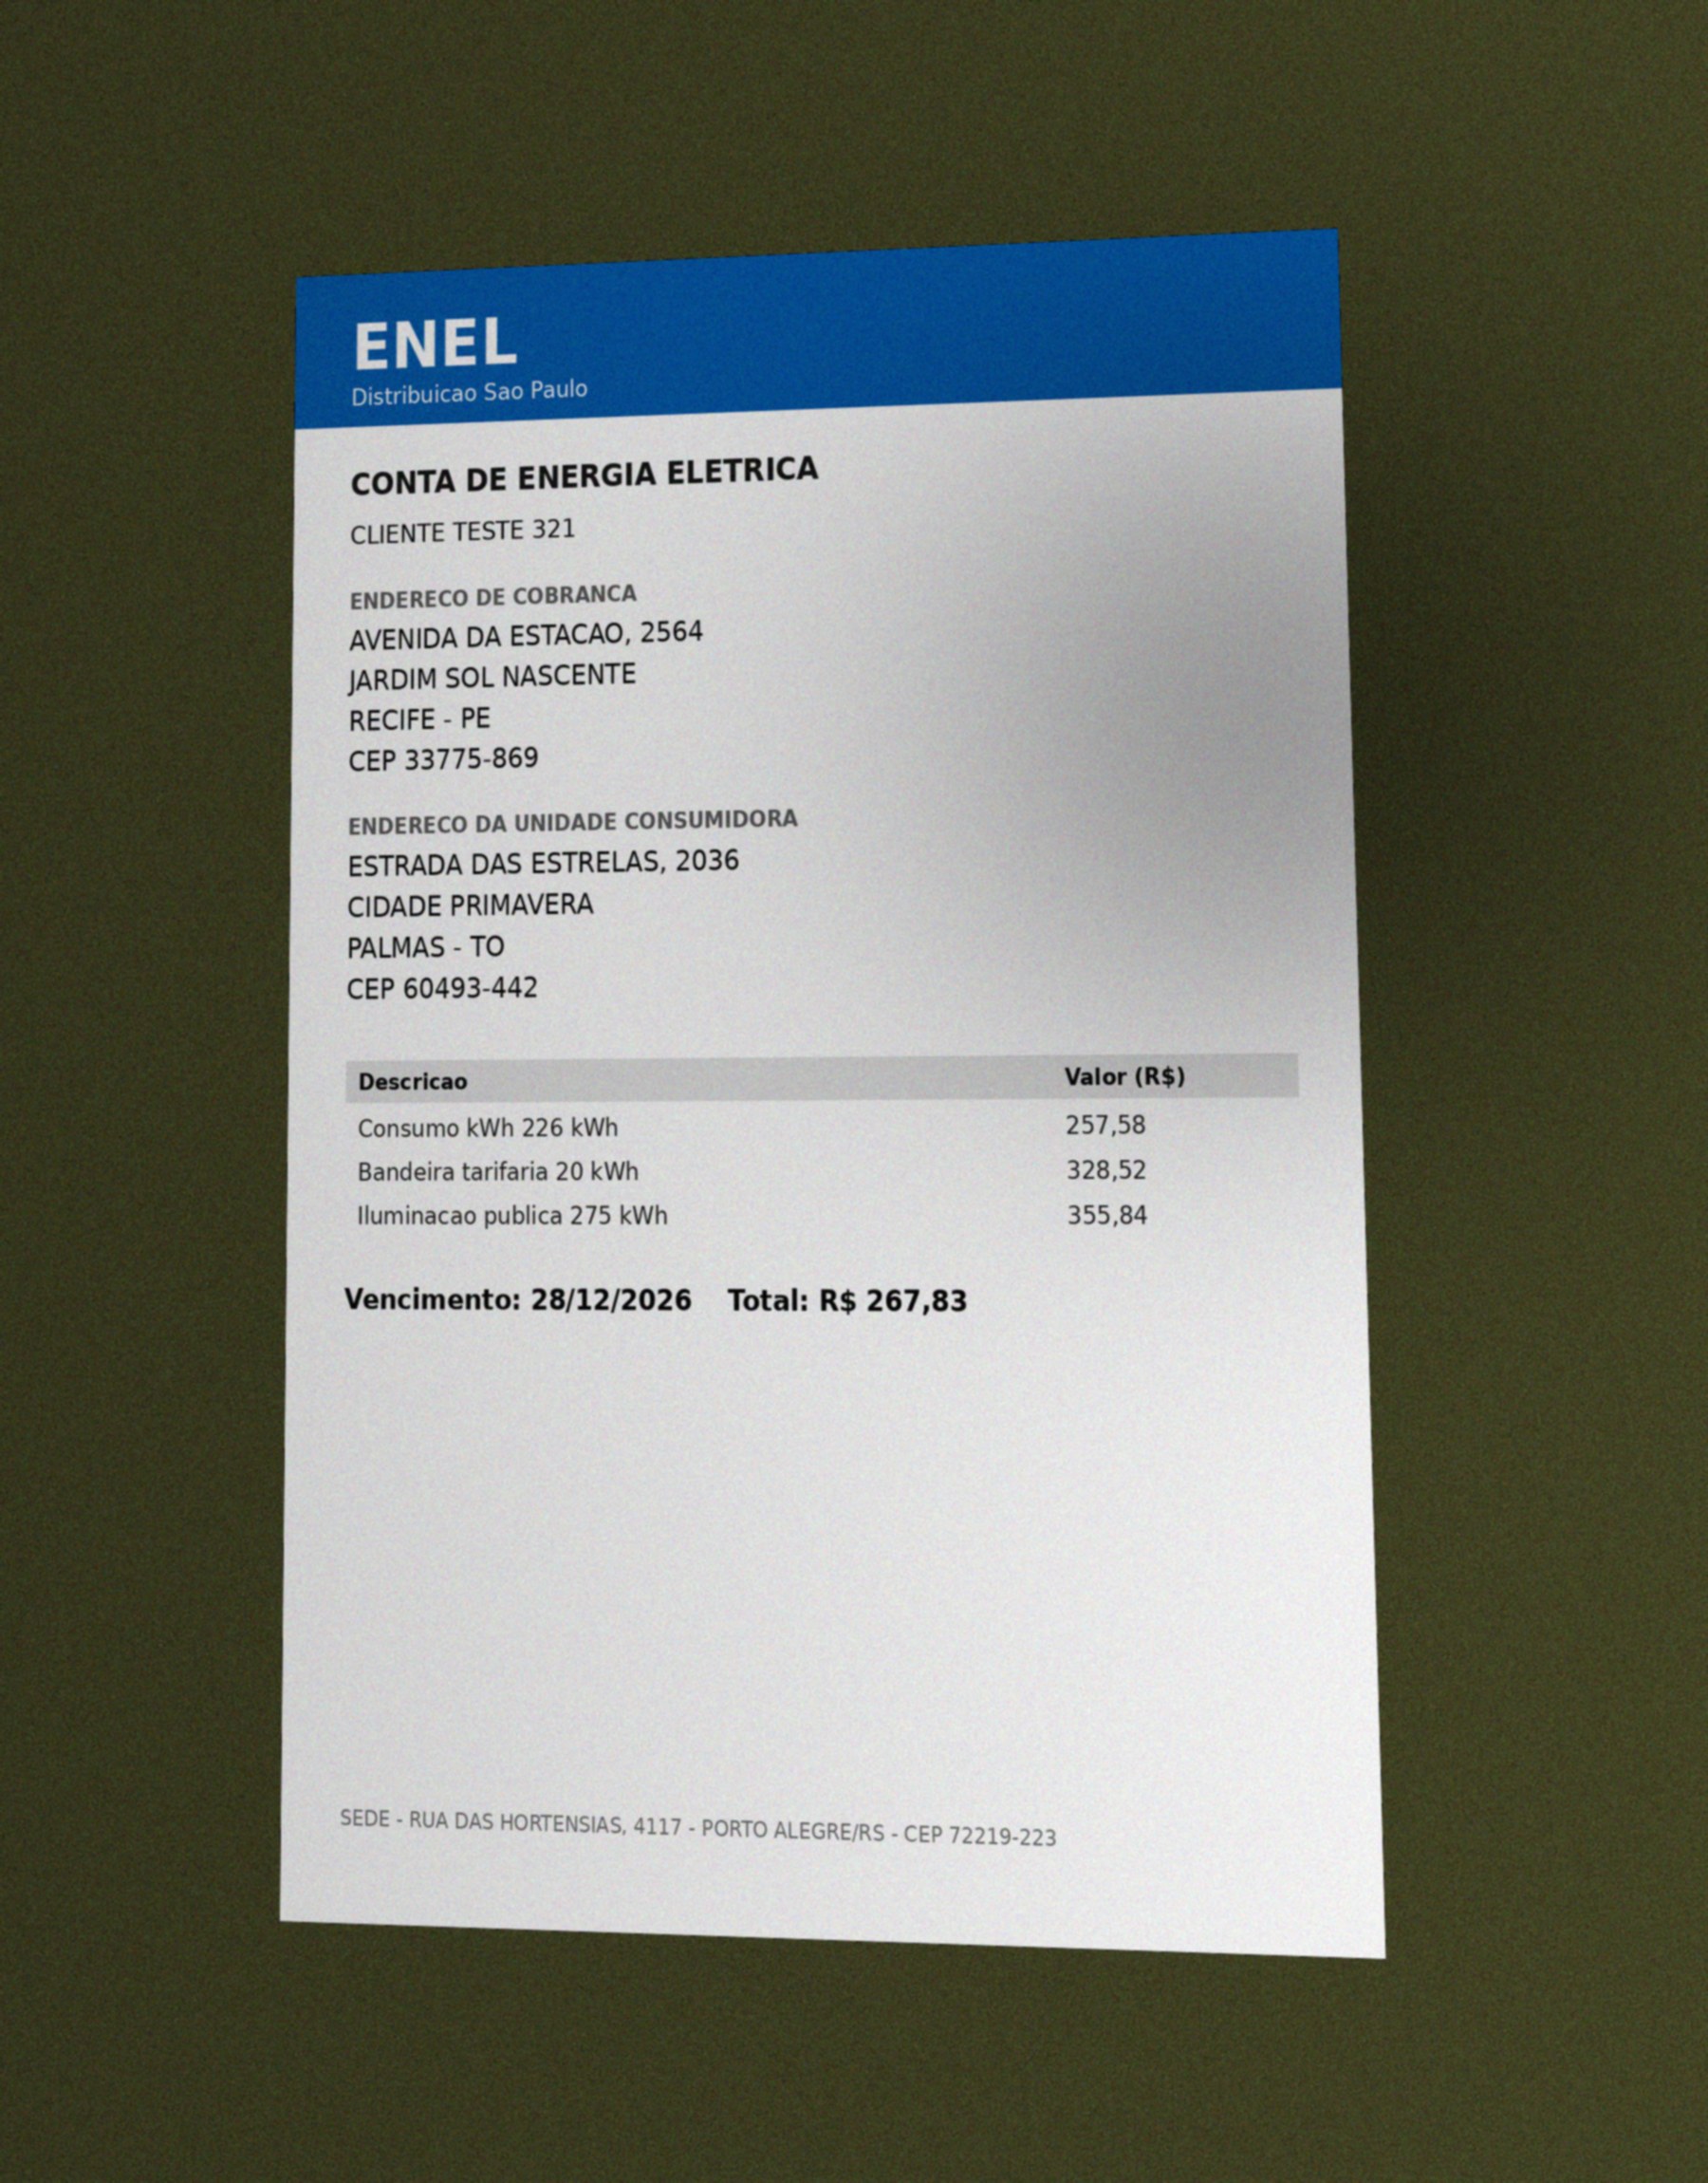 ENEL
Distribuicao Sao Paulo
CONTA DE ENERGIA ELETRICA
CLIENTE TESTE 321
ENDERECO DE COBRANCA
AVENIDA DA ESTACAO, 2564
JARDIM SOL NASCENTE
RECIFE - PE
CEP 33775-869
ENDERECO DA UNIDADE CONSUMIDORA
ESTRADA DAS ESTRELAS, 2036
CIDADE PRIMAVERA
PALMAS - TO
CEP 60493-442
Descricao Valor (R$)
Consumo kWh 226 kWh 257,58
Bandeira tarifaria 20 kWh 328,52
Iluminacao publica 275 kWh 355,84
Vencimento: 28/12/2026 Total: R$ 267,83
SEDE - RUA DAS HORTENSIAS, 4117 - PORTO ALEGRE/RS - CEP 72219-223